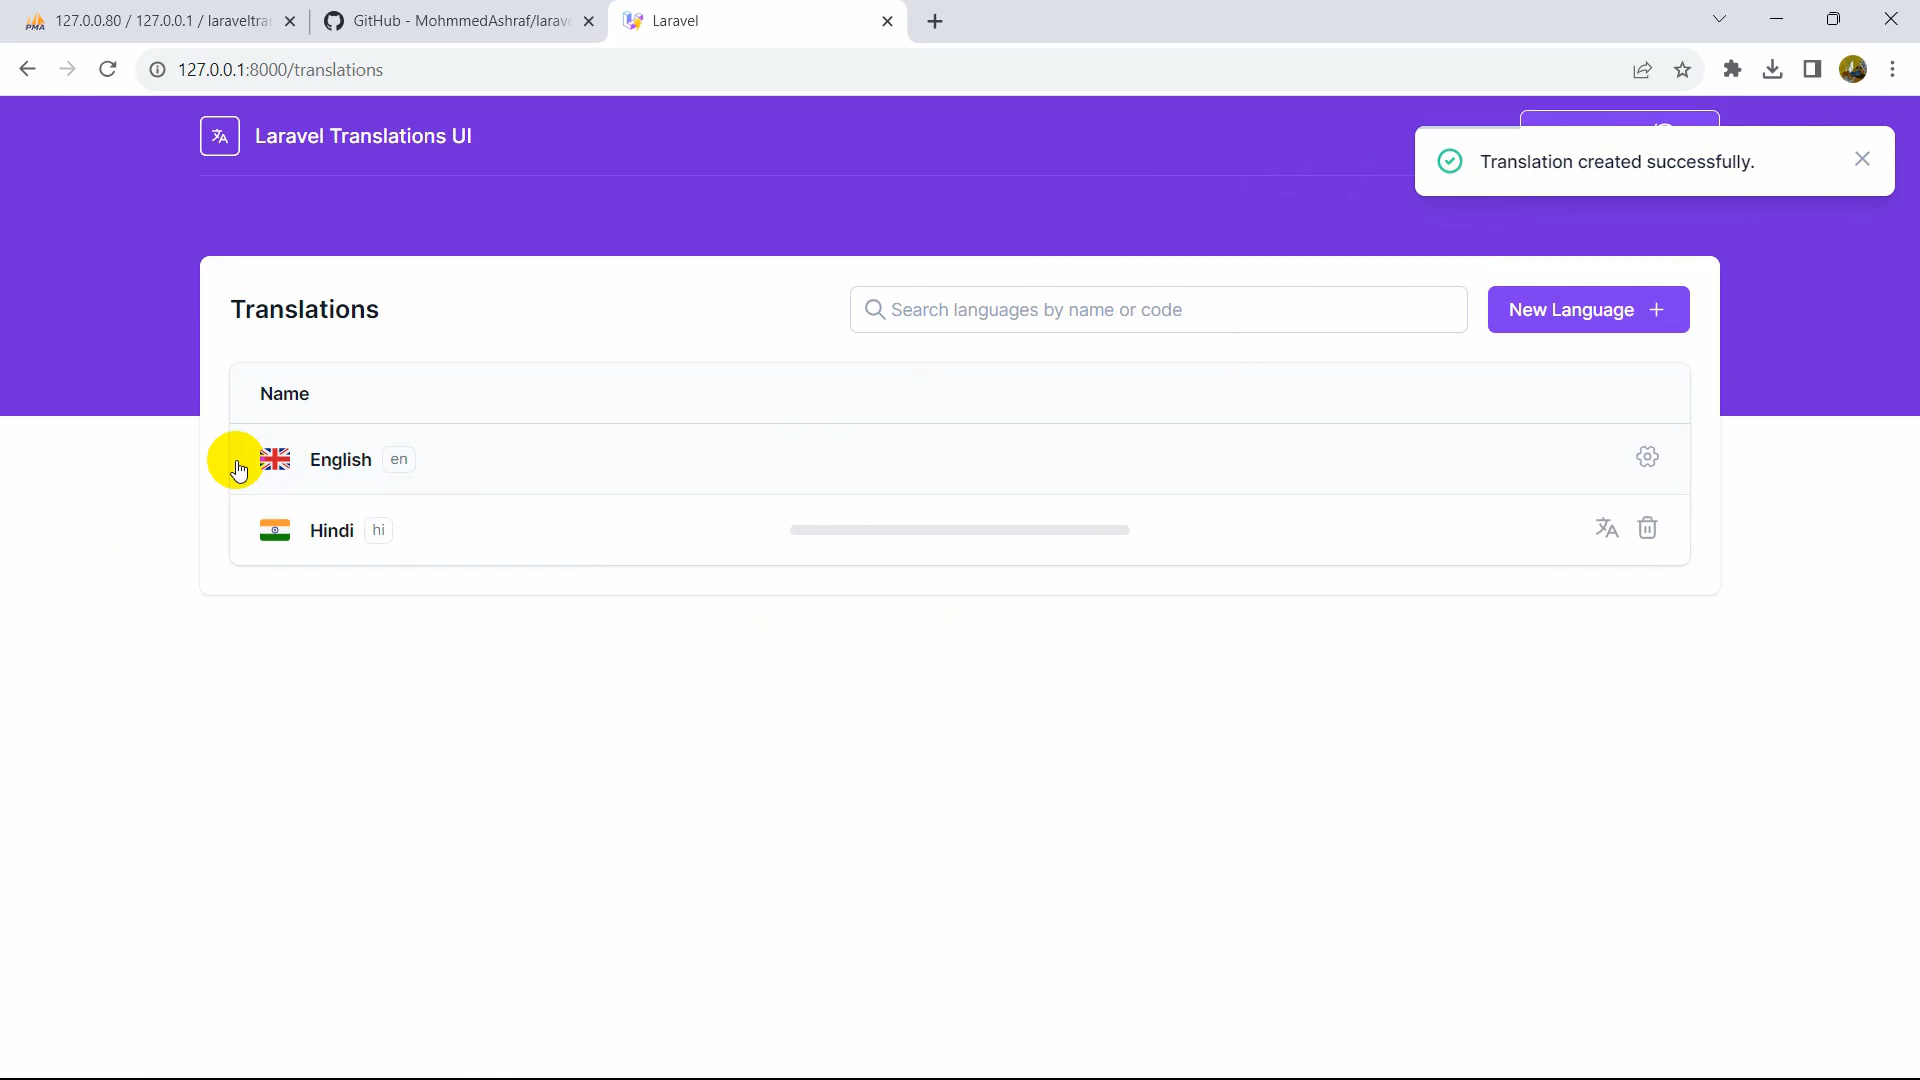 127.0.0.80 / 127.0.0.1 / laraveltra
GitHub - MohmmedAshraf/larav
Laravel
127.0.0.1:8000/translations
Laravel Translations UI
Translation created successfully.
Translations
Search languages by name or code
New Language +
Name
English en
Hindi hi